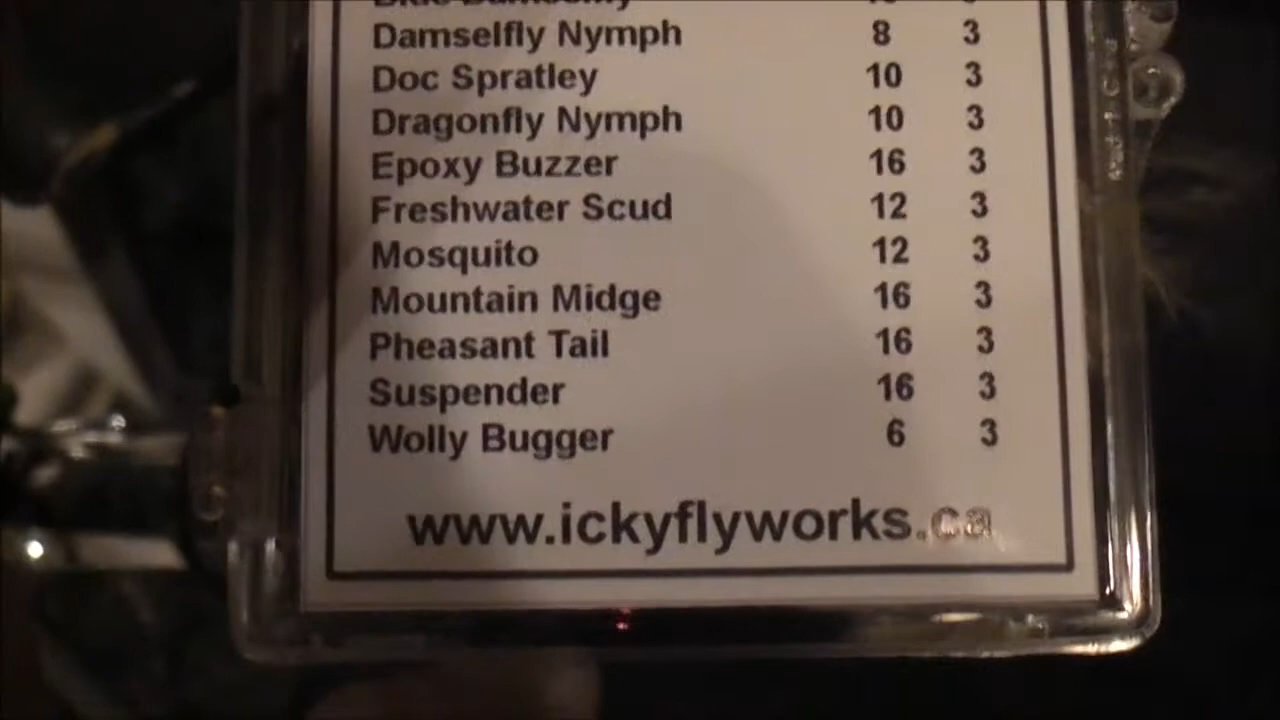 Damselfly Nymph 8 3
Doc Spratley 10 3
Dragonfly Nymph 10 3
Epoxy Buzzer 16 3
Freshwater Scud 12 3
Mosquito 12 3
Mountain Midge 16 3
Pheasant Tail 16 3
Suspender 16 3
Wolly Bugger 6 3
www.ickyflyworks.ca